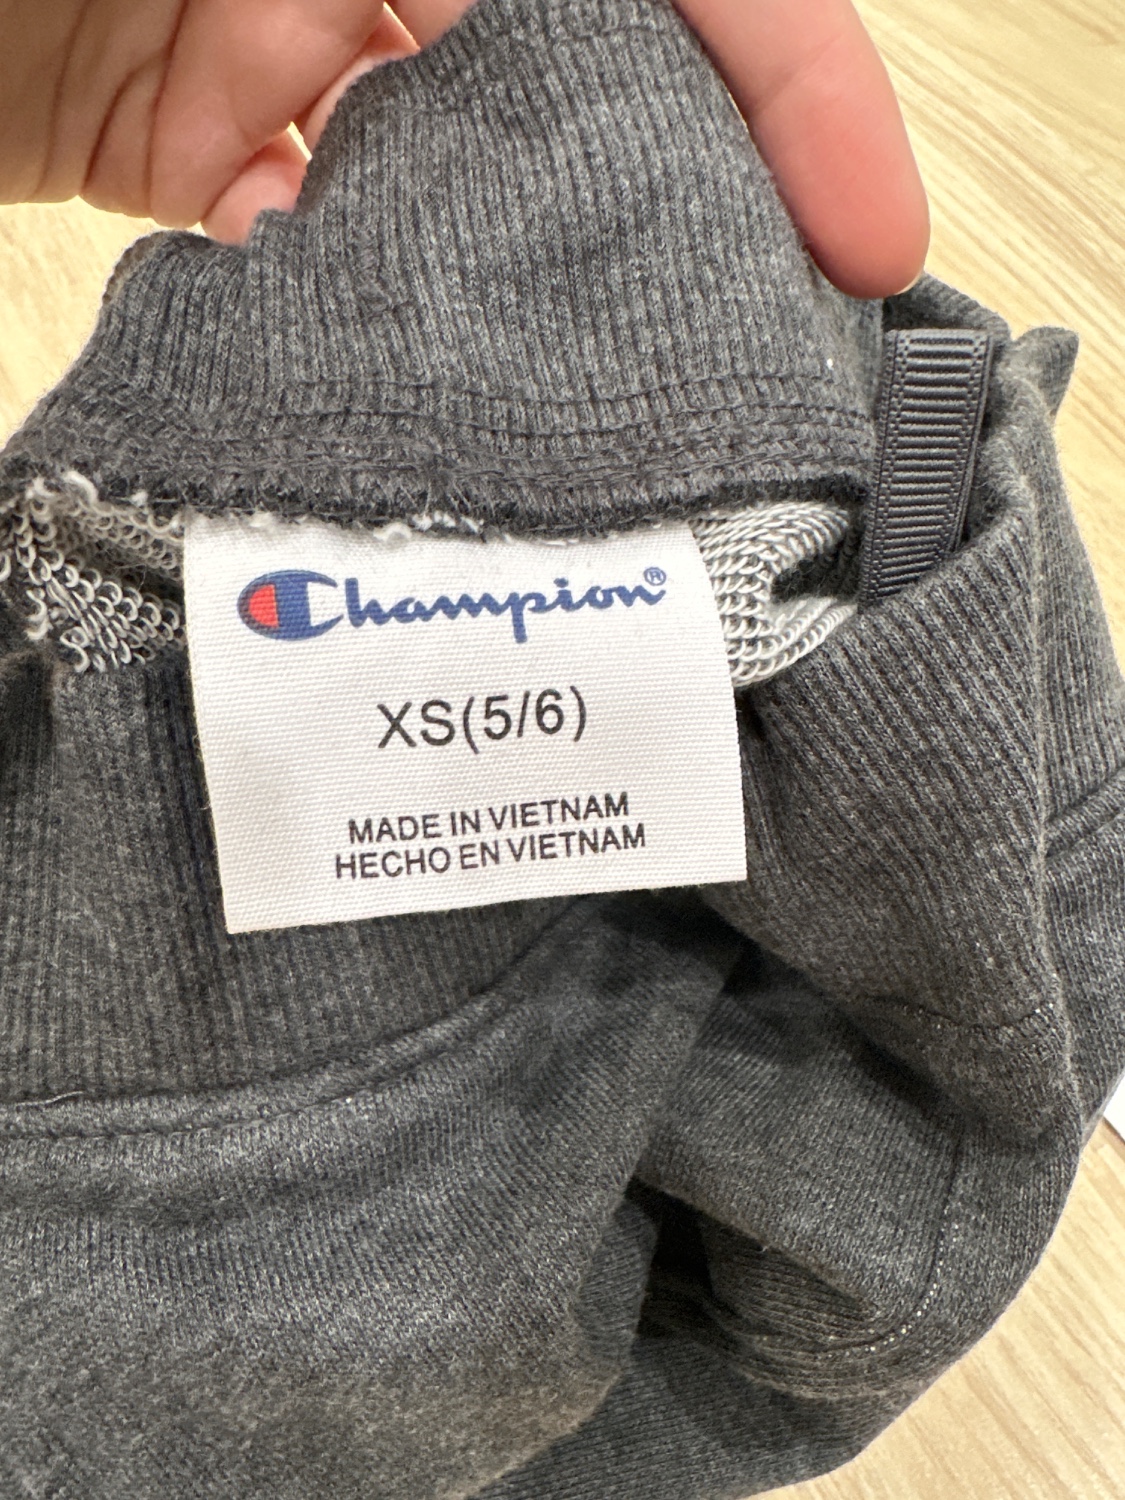 Champion®
XS(5/6)
MADE IN VIETNAM
HECHO EN VIETNAM